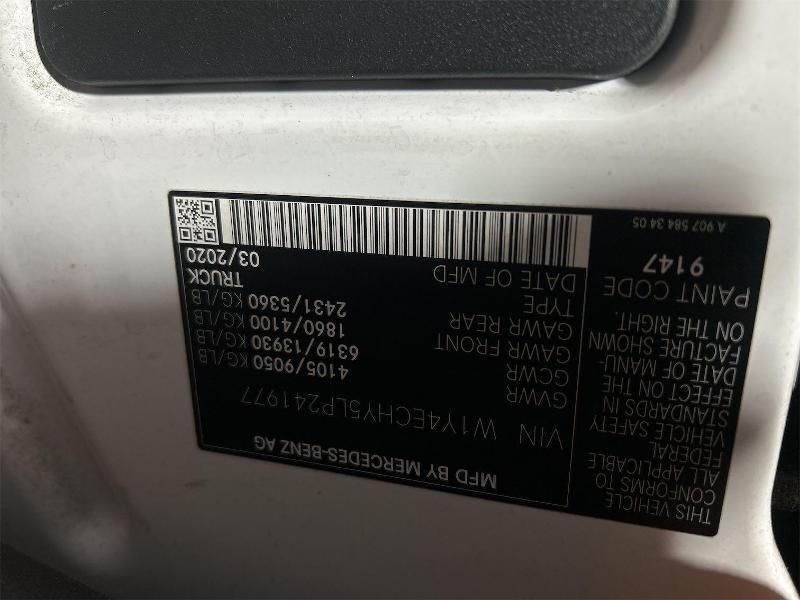 THIS VEHICLE
CONFORMS TO
ALL APPLICABLE
FEDERAL
VEHICLE SAFETY
STANDARDS IN
EFFECT ON THE
DATE OF MANU-
FACTURE SHOWN
ON THE RIGHT.
PAINT CODE
9147
A 907 584 34 05
MFD BY MERCEDES-BENZ AG
VIN W1Y4ECHY5LP241977
GVWR 4105/9050 KG/LB
GCWR 6319/13930 KG/LB
GAWR FRONT 1860/4100 KG/LB
GAWR REAR 2431/5360 KG/LB
TYPE TRUCK
DATE OF MFD 03/2020